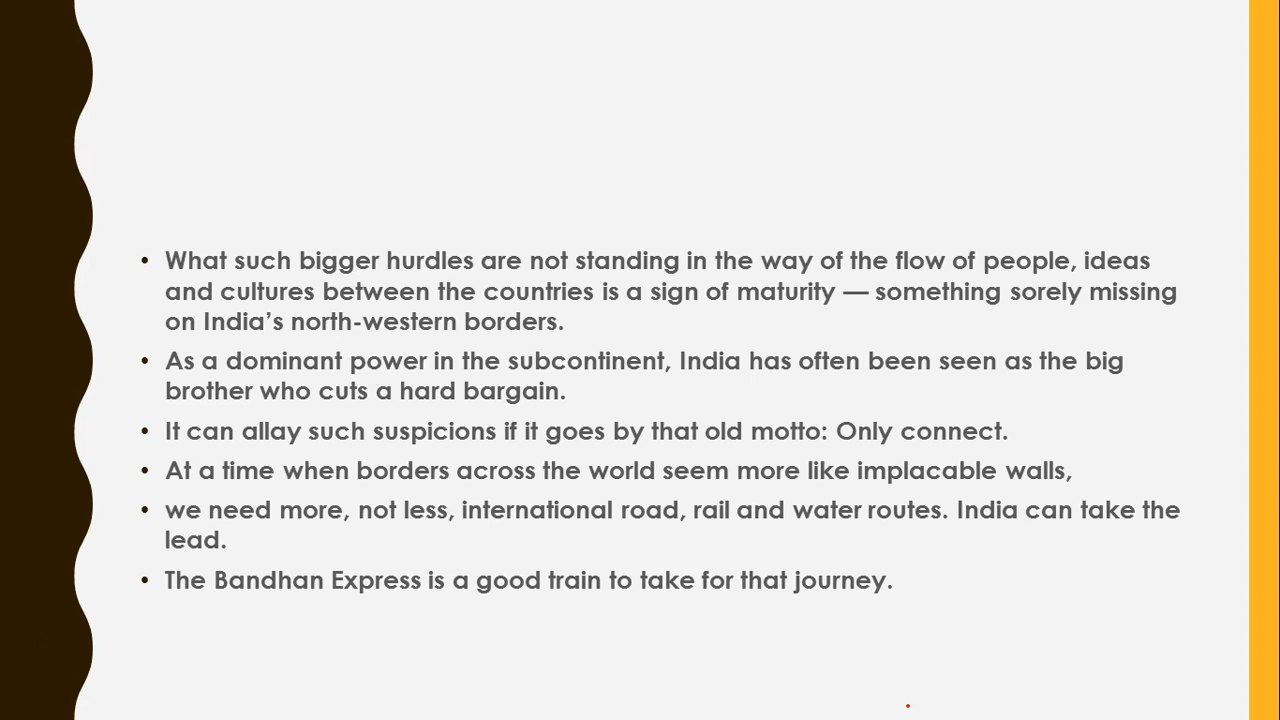 • What such bigger hurdles are not standing in the way of the flow of people, ideas
and cultures between the countries is a sign of maturity — something sorely missing
on India’s north-western borders.
• As a dominant power in the subcontinent, India has often been seen as the big
brother who cuts a hard bargain.
• It can allay such suspicions if it goes by that old motto: Only connect.
• At a time when borders across the world seem more like implacable walls,
• we need more, not less, international road, rail and water routes. India can take the
lead.
• The Bandhan Express is a good train to take for that journey.